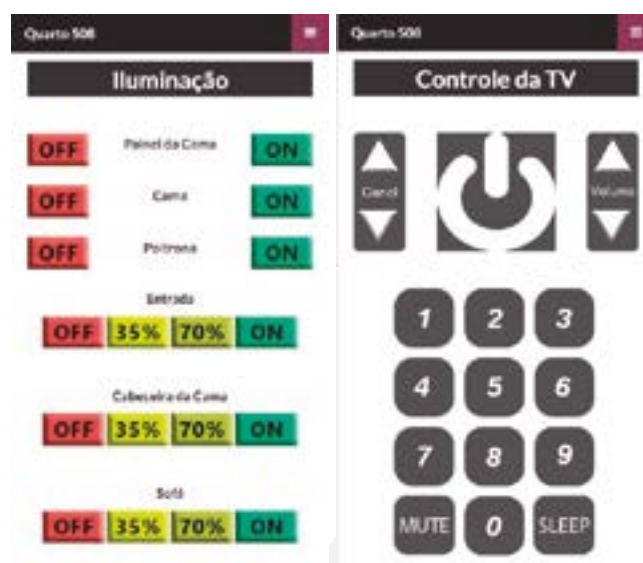 Quarto 508
Iluminação
OFF Painel da Cama ON
OFF Cama ON
OFF Poltrona ON
Entrada
OFF 35% 70% ON
Cabeceira da Cama
OFF 35% 70% ON
Sofá
OFF 35% 70% ON
Quarto 508
Controle da TV
Canal Volume
1 2 3
4 5 6
7 8 9
MUTE 0 SLEEP